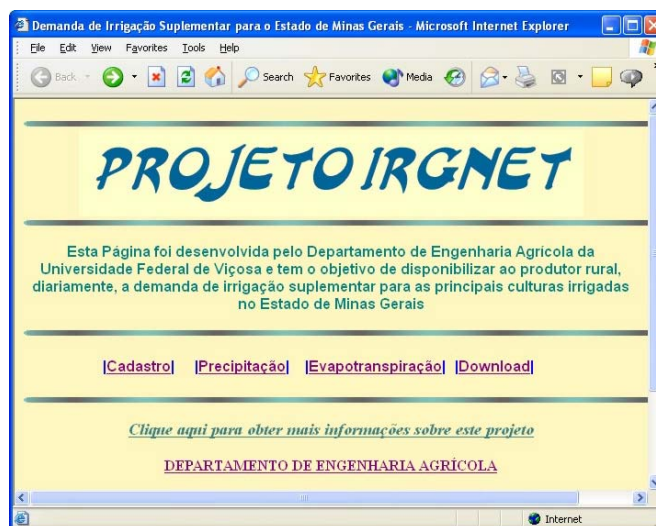 Demanda de Irrigação Suplementar para o Estado de Minas Gerais - Microsoft Internet Explorer
File Edit View Favorites Tools Help
Back Search Favorites Media
PROJETO IRGNET
Esta Página foi desenvolvida pelo Departamento de Engenharia Agrícola da
Universidade Federal de Viçosa e tem o objetivo de disponibilizar ao produtor rural,
diariamente, a demanda de irrigação suplementar para as principais culturas irrigadas
no Estado de Minas Gerais
|Cadastro| |Precipitação| |Evapotranspiração| |Download|
Clique aqui para obter mais informações sobre este projeto
DEPARTAMENTO DE ENGENHARIA AGRÍCOLA
Internet